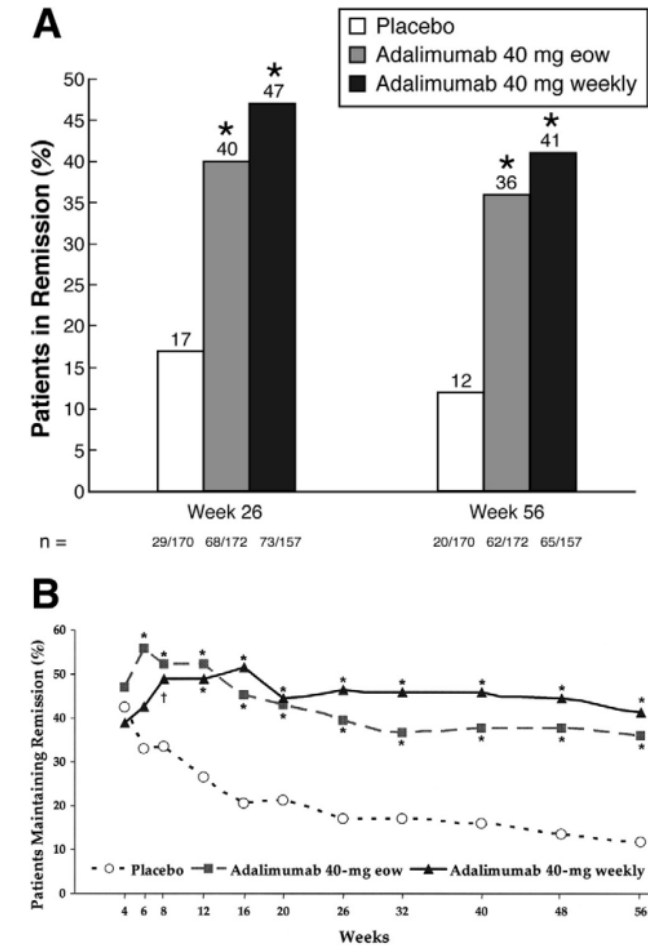 A
Placebo
Adalimumab 40 mg eow
Adalimumab 40 mg weekly
Patients in Remission (%)
50
45
40
35
30
25
20
15
10
5
0
17
*
40
*
47
12
*
36
*
41
Week 26
Week 56
n =
29/170 68/172 73/157
20/170 62/172 65/157
B
Patients Maintaining Remission (%)
60
50
40
30
20
10
0
* * * * * * * * * *
†
* * * * * * * *
Placebo
Adalimumab 40-mg eow
Adalimumab 40-mg weekly
4 6 8 12 16 20 26 32 40 48 56
Weeks